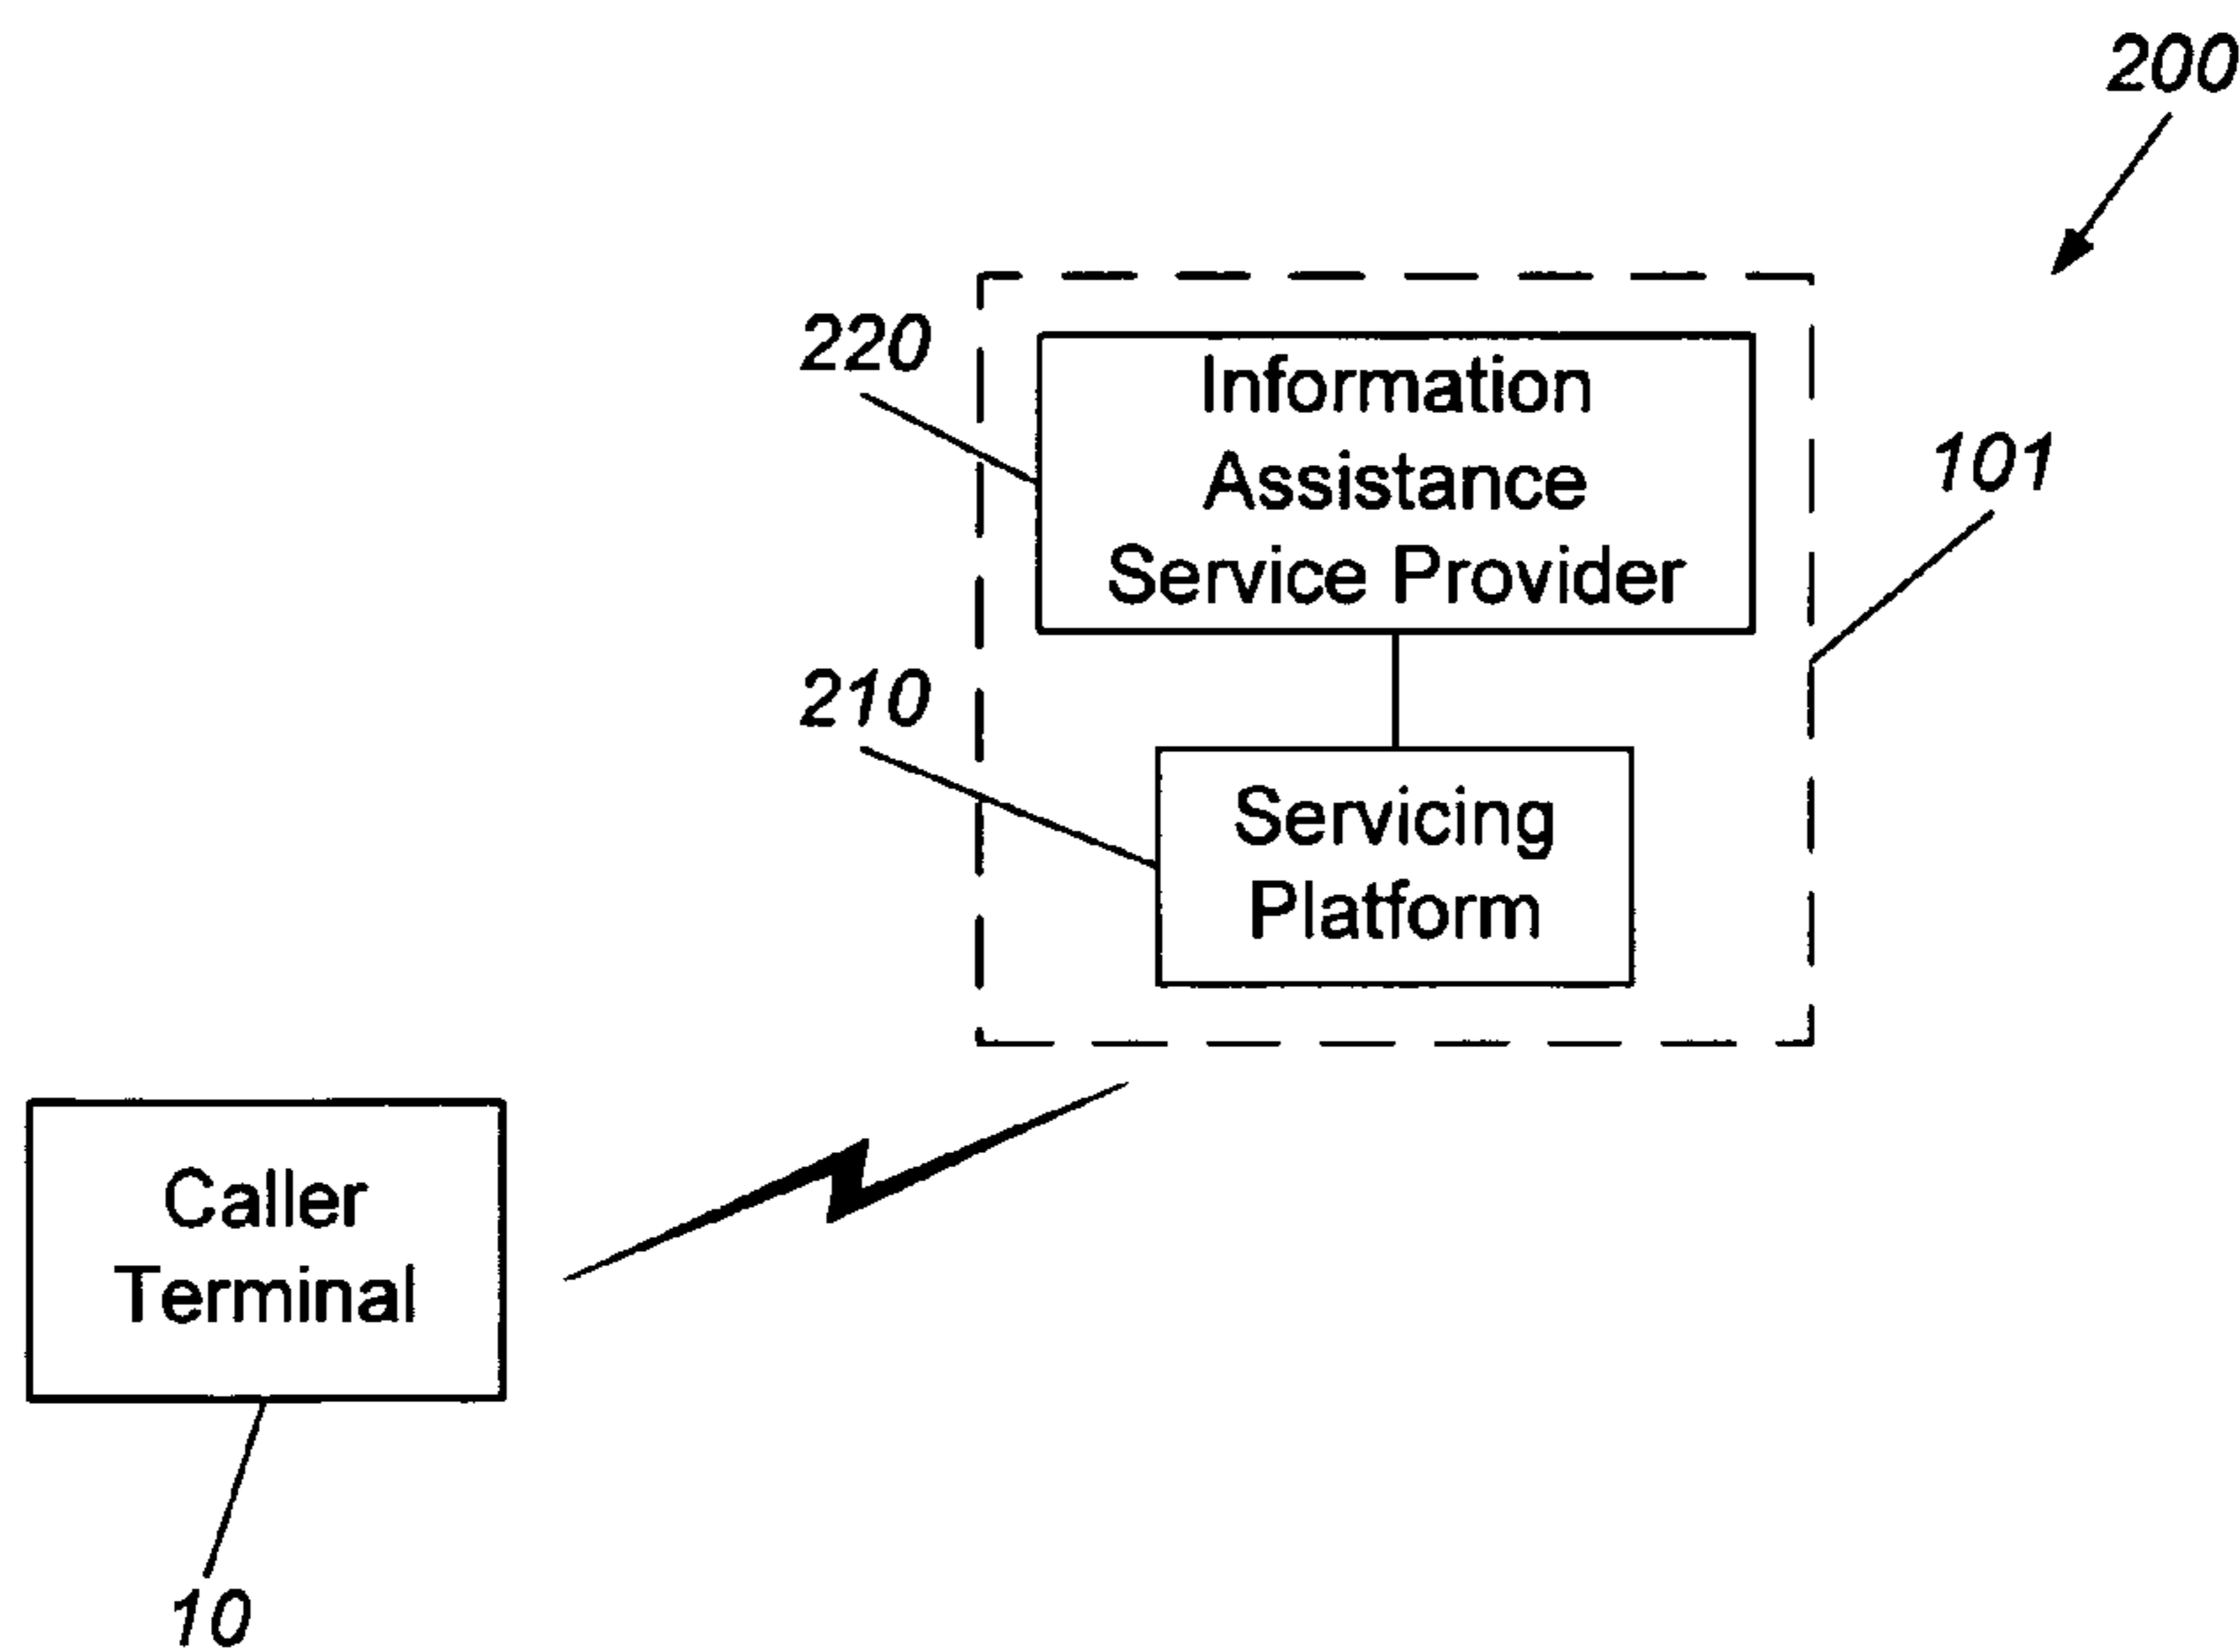 200
220
Information
Assistance
Service Provider
101
210
Servicing
Platform
Caller
Terminal
10